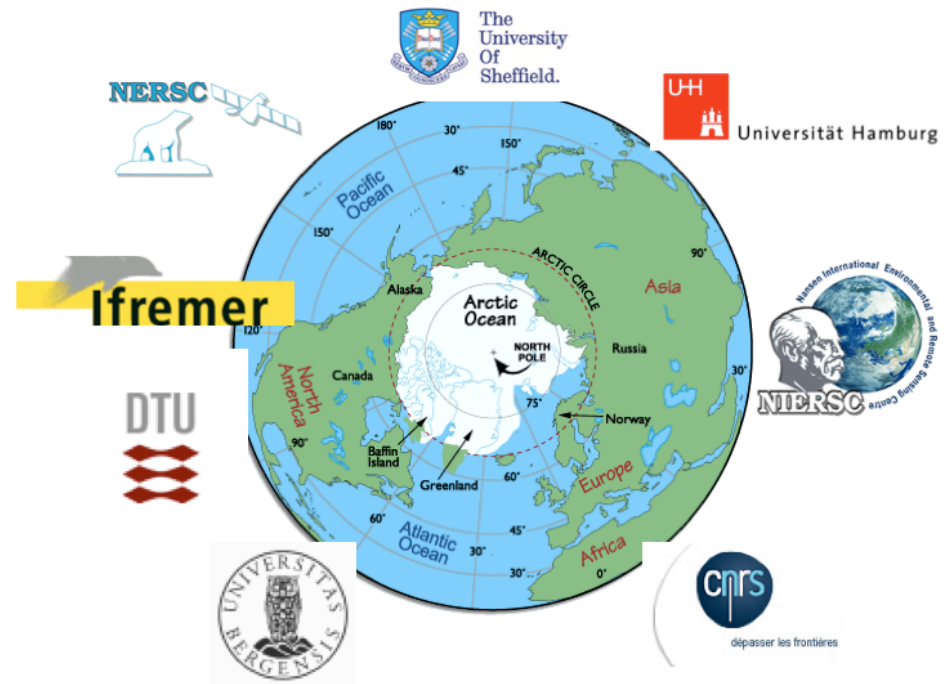 The
University
Of
Sheffield.
NERSC
UHH
Universität Hamburg
180°
30°
150°
45°
Pacific
Ocean
150°
ARCTIC CIRCLE
90°
Alaska
Arctic
Ocean
Asia
Nansen International Environmental and Remote Sensing Centre
NIERSC
Ifremer
120°
NORTH
POLE
Russia
30°
North
America
Canada
75°
Norway
DTU
90°
Baffin
Island
Greenland
60°
Europe
60°
Atlantic
Ocean
45°
30°
30°
Africa
0°
UNIVERSITAS
BERGENSIS
cnrs
dépasser les frontières